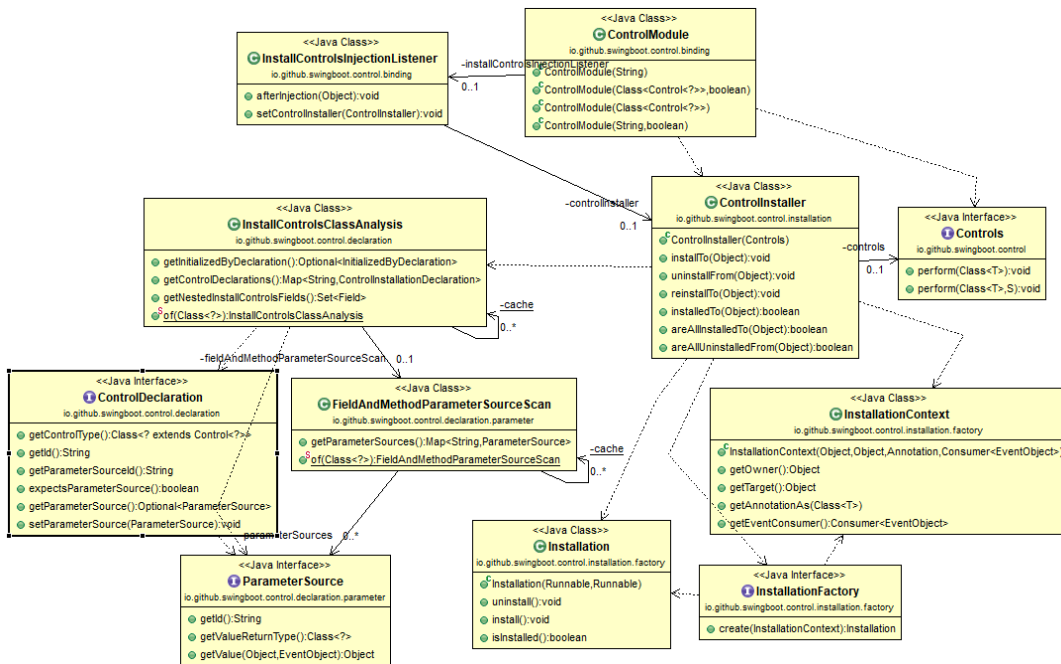 <<Java Class>>
InstallControlsInjectionListener
io.github.swingboot.control.binding
afterInjection(Object):void
setControlInstaller(ControlInstaller):void
-installControlsInjectionListener
0..1
<<Java Class>>
ControlModule
io.github.swingboot.control.binding
ControlModule(String)
ControlModule(Class<Control<?>>,boolean)
ControlModule(Class<Control<?>>)
ControlModule(String,boolean)
<<Java Class>>
InstallControlsClassAnalysis
io.github.swingboot.control.declaration
getInitializedByDeclaration():Optional<InitializedByDeclaration>
getControlDeclarations():Map<String,ControlInstallationDeclaration>
getNestedInstallControlsFields():Set<Field>
of(Class<?>):InstallControlsClassAnalysis
-cache
0..*
-controlInstaller
0..1
<<Java Class>>
ControlInstaller
io.github.swingboot.control.installation
ControlInstaller(Controls)
installTo(Object):void
uninstallFrom(Object):void
reinstallTo(Object):void
installedTo(Object):boolean
areAllInstalledTo(Object):boolean
areAllUninstalledFrom(Object):boolean
-controls
0..1
<<Java Interface>>
Controls
io.github.swingboot.control
perform(Class<T>):void
perform(Class<T>,S):void
-fieldAndMethodParameterSourceScan
0..1
<<Java Interface>>
ControlDeclaration
io.github.swingboot.control.declaration
getControlType():Class<? extends Control<?>>
getId():String
getParameterSourceId():String
expectsParameterSource():boolean
getParameterSource():Optional<ParameterSource>
setParameterSource(ParameterSource):void
<<Java Class>>
FieldAndMethodParameterSourceScan
io.github.swingboot.control.declaration.parameter
getParameterSources():Map<String,ParameterSource>
of(Class<?>):FieldAndMethodParameterSourceScan
-cache
0..*
<<Java Class>>
InstallationContext
io.github.swingboot.control.installation.factory
InstallationContext(Object,Object,Annotation,Consumer<EventObject>)
getOwner():Object
getTarget():Object
getAnnotationAs(Class<T>)
getEventConsumer():Consumer<EventObject>
parameterSources
0..*
<<Java Interface>>
ParameterSource
io.github.swingboot.control.declaration.parameter
getId():String
getValueReturnType():Class<?>
getValue(Object,EventObject):Object
<<Java Class>>
Installation
io.github.swingboot.control.installation.factory
Installation(Runnable,Runnable)
uninstall():void
install():void
isInstalled():boolean
<<Java Interface>>
InstallationFactory
io.github.swingboot.control.installation.factory
create(InstallationContext):Installation